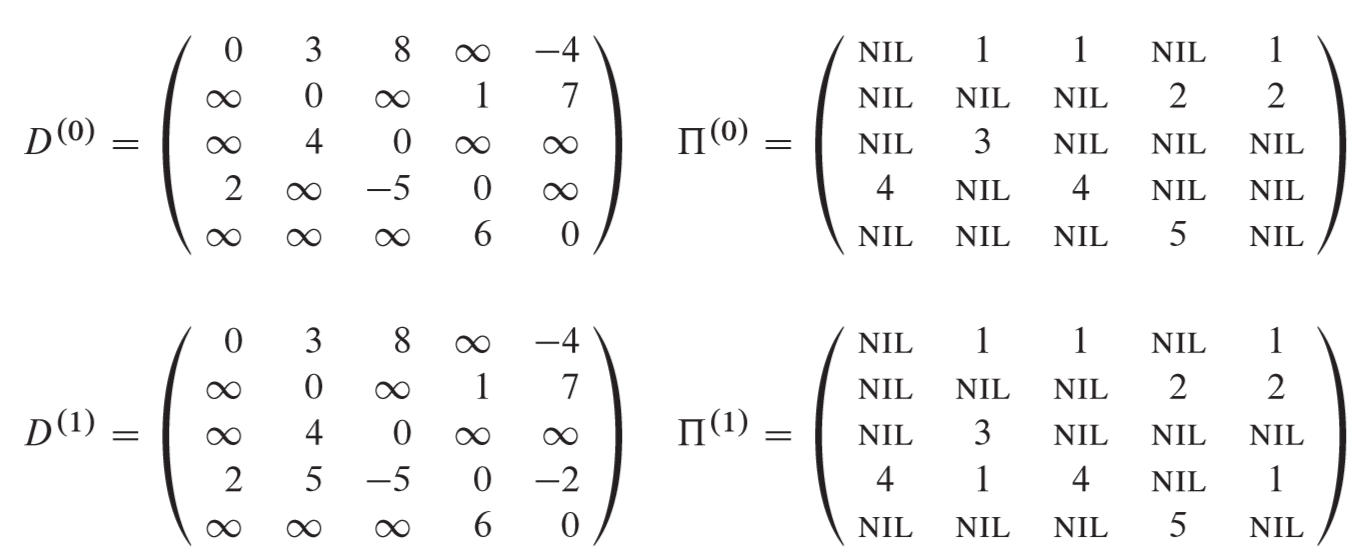 0 3 8 ∞ −4 NIL 1 1 NIL 1
∞ 0 ∞ 1 7 NIL NIL NIL 2 2
D(0) = ∞ 4 0 ∞ ∞ Π(0) = NIL 3 NIL NIL NIL
2 ∞ −5 0 ∞ 4 NIL 4 NIL NIL
∞ ∞ ∞ 6 0 NIL NIL NIL 5 NIL
0 3 8 ∞ −4 NIL 1 1 NIL 1
∞ 0 ∞ 1 7 NIL NIL NIL 2 2
D(1) = ∞ 4 0 ∞ ∞ Π(1) = NIL 3 NIL NIL NIL
2 5 −5 0 −2 4 1 4 NIL 1
∞ ∞ ∞ 6 0 NIL NIL NIL 5 NIL